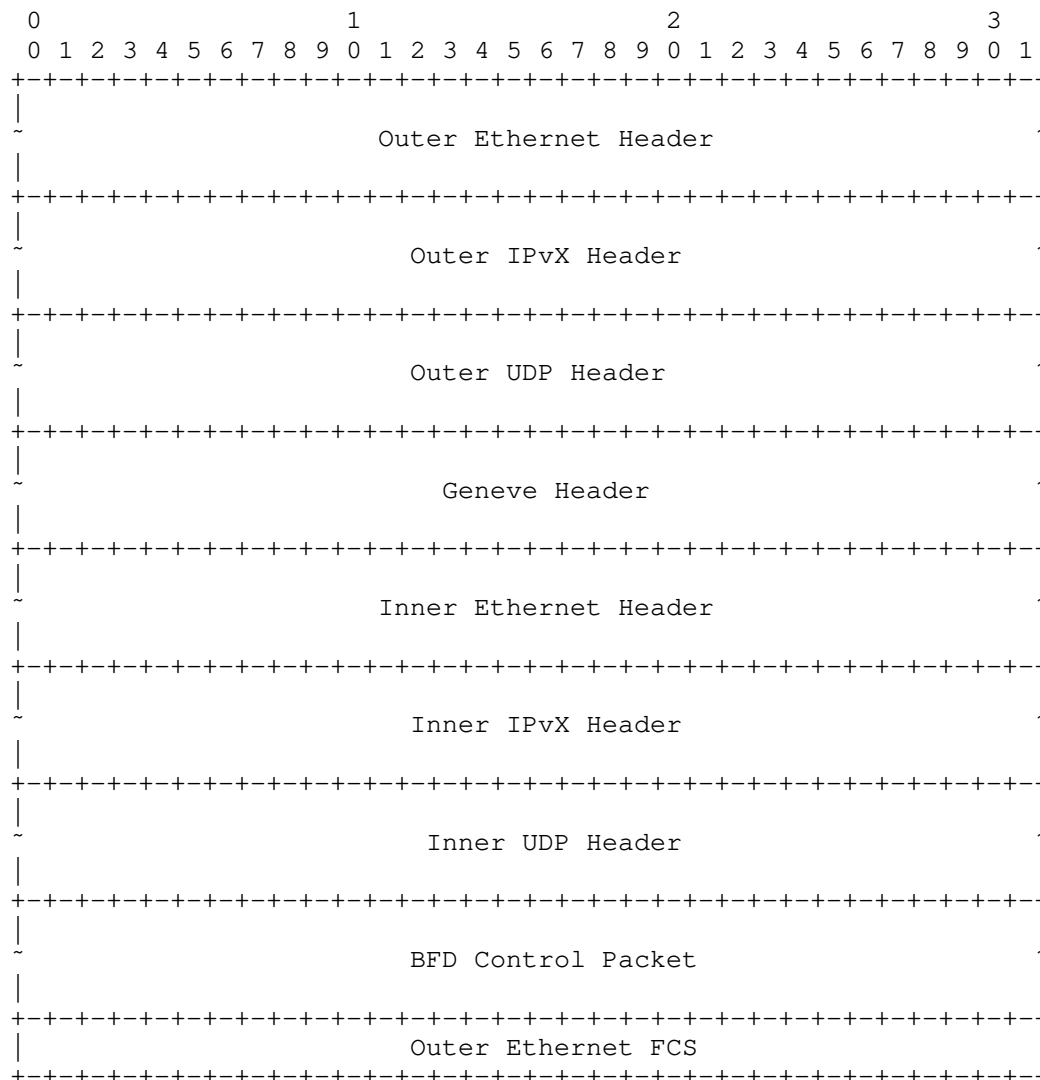 0                   1                   2                   3
 0 1 2 3 4 5 6 7 8 9 0 1 2 3 4 5 6 7 8 9 0 1 2 3 4 5 6 7 8 9 0 1
+-+-+-+-+-+-+-+-+-+-+-+-+-+-+-+-+-+-+-+-+-+-+-+-+-+-+-+-+-+-+-+-+-
|
~                      Outer Ethernet Header                    ~
|
+-+-+-+-+-+-+-+-+-+-+-+-+-+-+-+-+-+-+-+-+-+-+-+-+-+-+-+-+-+-+-+-+-
|
~                        Outer IPvX Header                      ~
|
+-+-+-+-+-+-+-+-+-+-+-+-+-+-+-+-+-+-+-+-+-+-+-+-+-+-+-+-+-+-+-+-+-
|
~                        Outer UDP Header                       ~
|
+-+-+-+-+-+-+-+-+-+-+-+-+-+-+-+-+-+-+-+-+-+-+-+-+-+-+-+-+-+-+-+-+-
|
~                          Geneve Header                        ~
|
+-+-+-+-+-+-+-+-+-+-+-+-+-+-+-+-+-+-+-+-+-+-+-+-+-+-+-+-+-+-+-+-+-
|
~                      Inner Ethernet Header                    ~
|
+-+-+-+-+-+-+-+-+-+-+-+-+-+-+-+-+-+-+-+-+-+-+-+-+-+-+-+-+-+-+-+-+-
|
~                        Inner IPvX Header                      ~
|
+-+-+-+-+-+-+-+-+-+-+-+-+-+-+-+-+-+-+-+-+-+-+-+-+-+-+-+-+-+-+-+-+-
|
~                         Inner UDP Header                      ~
|
+-+-+-+-+-+-+-+-+-+-+-+-+-+-+-+-+-+-+-+-+-+-+-+-+-+-+-+-+-+-+-+-+-
|
~                        BFD Control Packet                     ~
|
+-+-+-+-+-+-+-+-+-+-+-+-+-+-+-+-+-+-+-+-+-+-+-+-+-+-+-+-+-+-+-+-+-
|                        Outer Ethernet FCS
+-+-+-+-+-+-+-+-+-+-+-+-+-+-+-+-+-+-+-+-+-+-+-+-+-+-+-+-+-+-+-+-+-